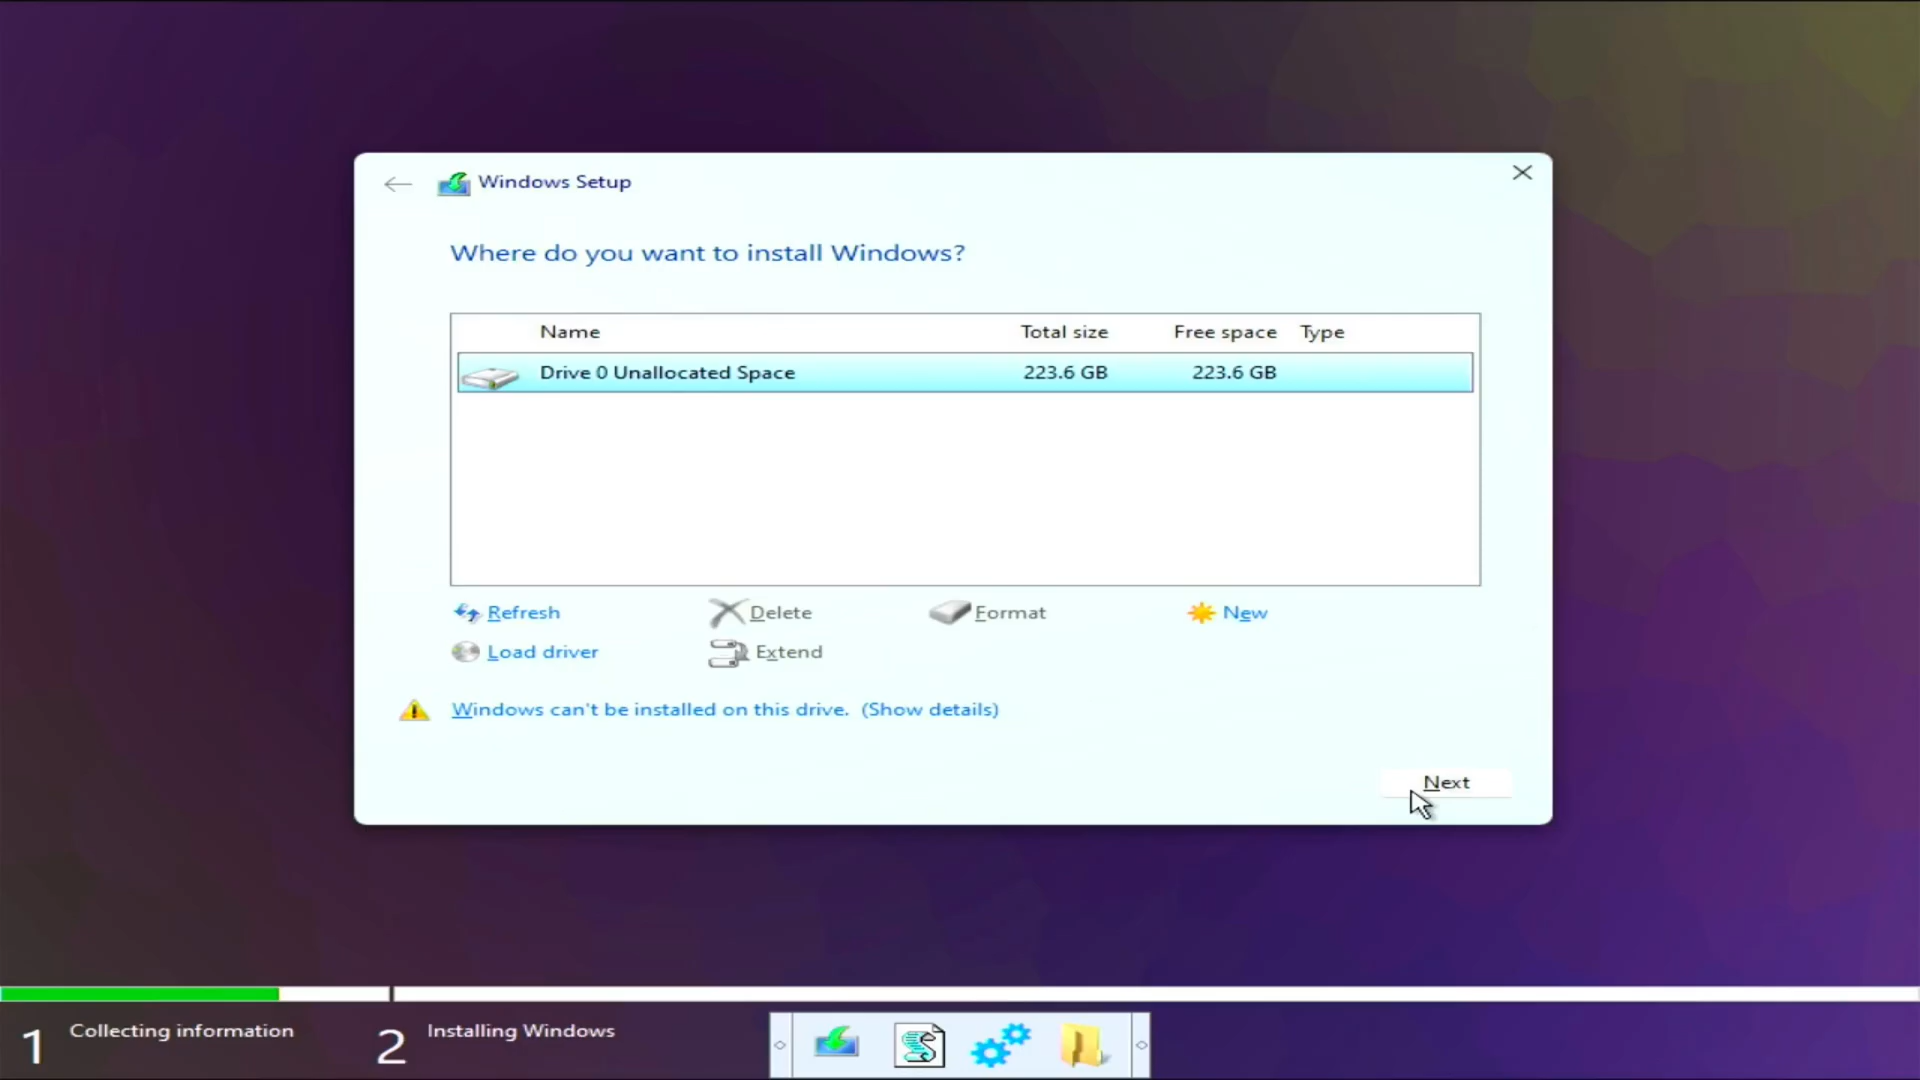 Windows Setup
Where do you want to install Windows?
Name Total size Free space Type
Drive 0 Unallocated Space 223.6 GB 223.6 GB
Refresh Delete Format New
Load driver Extend
Windows can't be installed on this drive. (Show details)
Next
1 Collecting information 2 Installing Windows